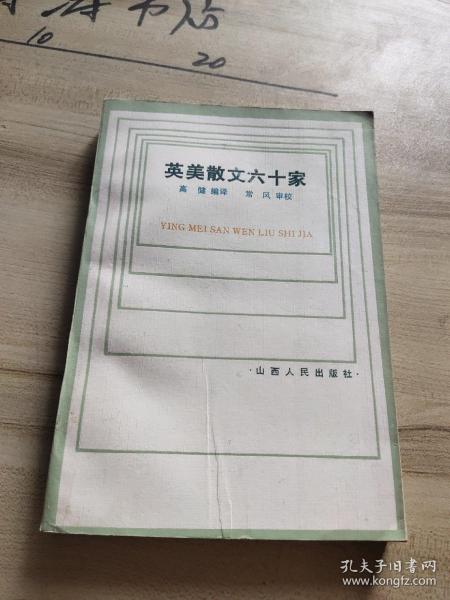 书店
10
20
英美散文六十家
高健 编译 常风 审校
YING MEI SAN WEN LIU SHI JIA
·山西人民出版社·
孔夫子旧书网
www.kongfz.com